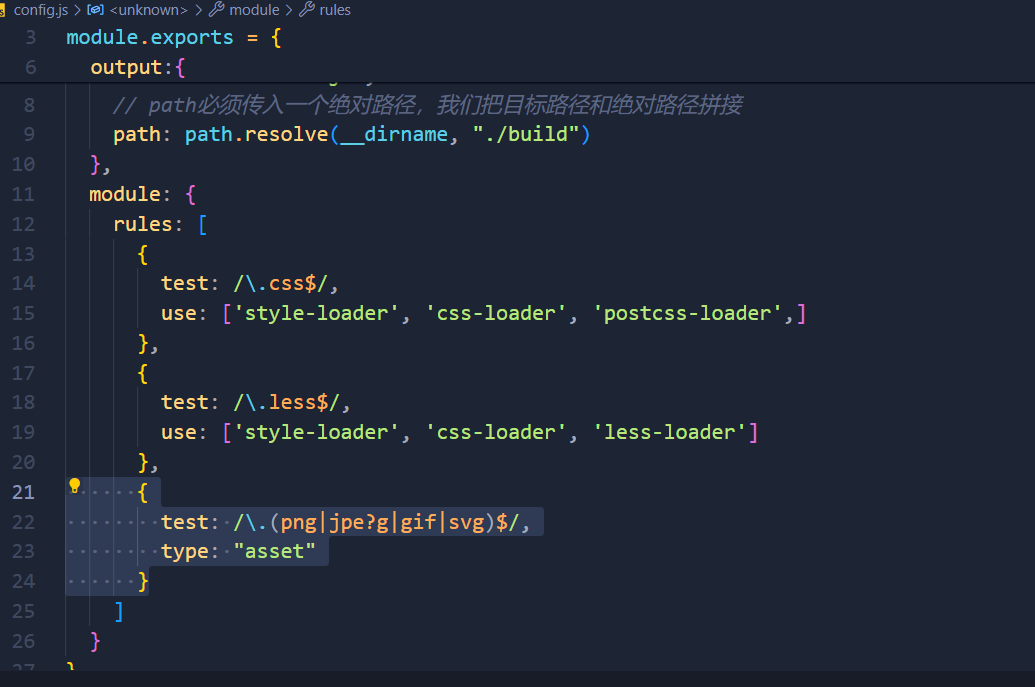 config.js > <unknown> > module > rules
3 module.exports = {
6 output:{
8 // path必须传入一个绝对路径，我们把目标路径和绝对路径拼接
9 path: path.resolve(__dirname, "./build")
10 },
11 module: {
12 rules: [
13 {
14 test: /\.css$/,
15 use: ['style-loader', 'css-loader', 'postcss-loader',]
16 },
17 {
18 test: /\.less$/,
19 use: ['style-loader', 'css-loader', 'less-loader']
20 },
21 {
22 test: /\.(png|jpe?g|gif|svg)$/,
23 type: "asset"
24 }
25 ]
26 }
27 }